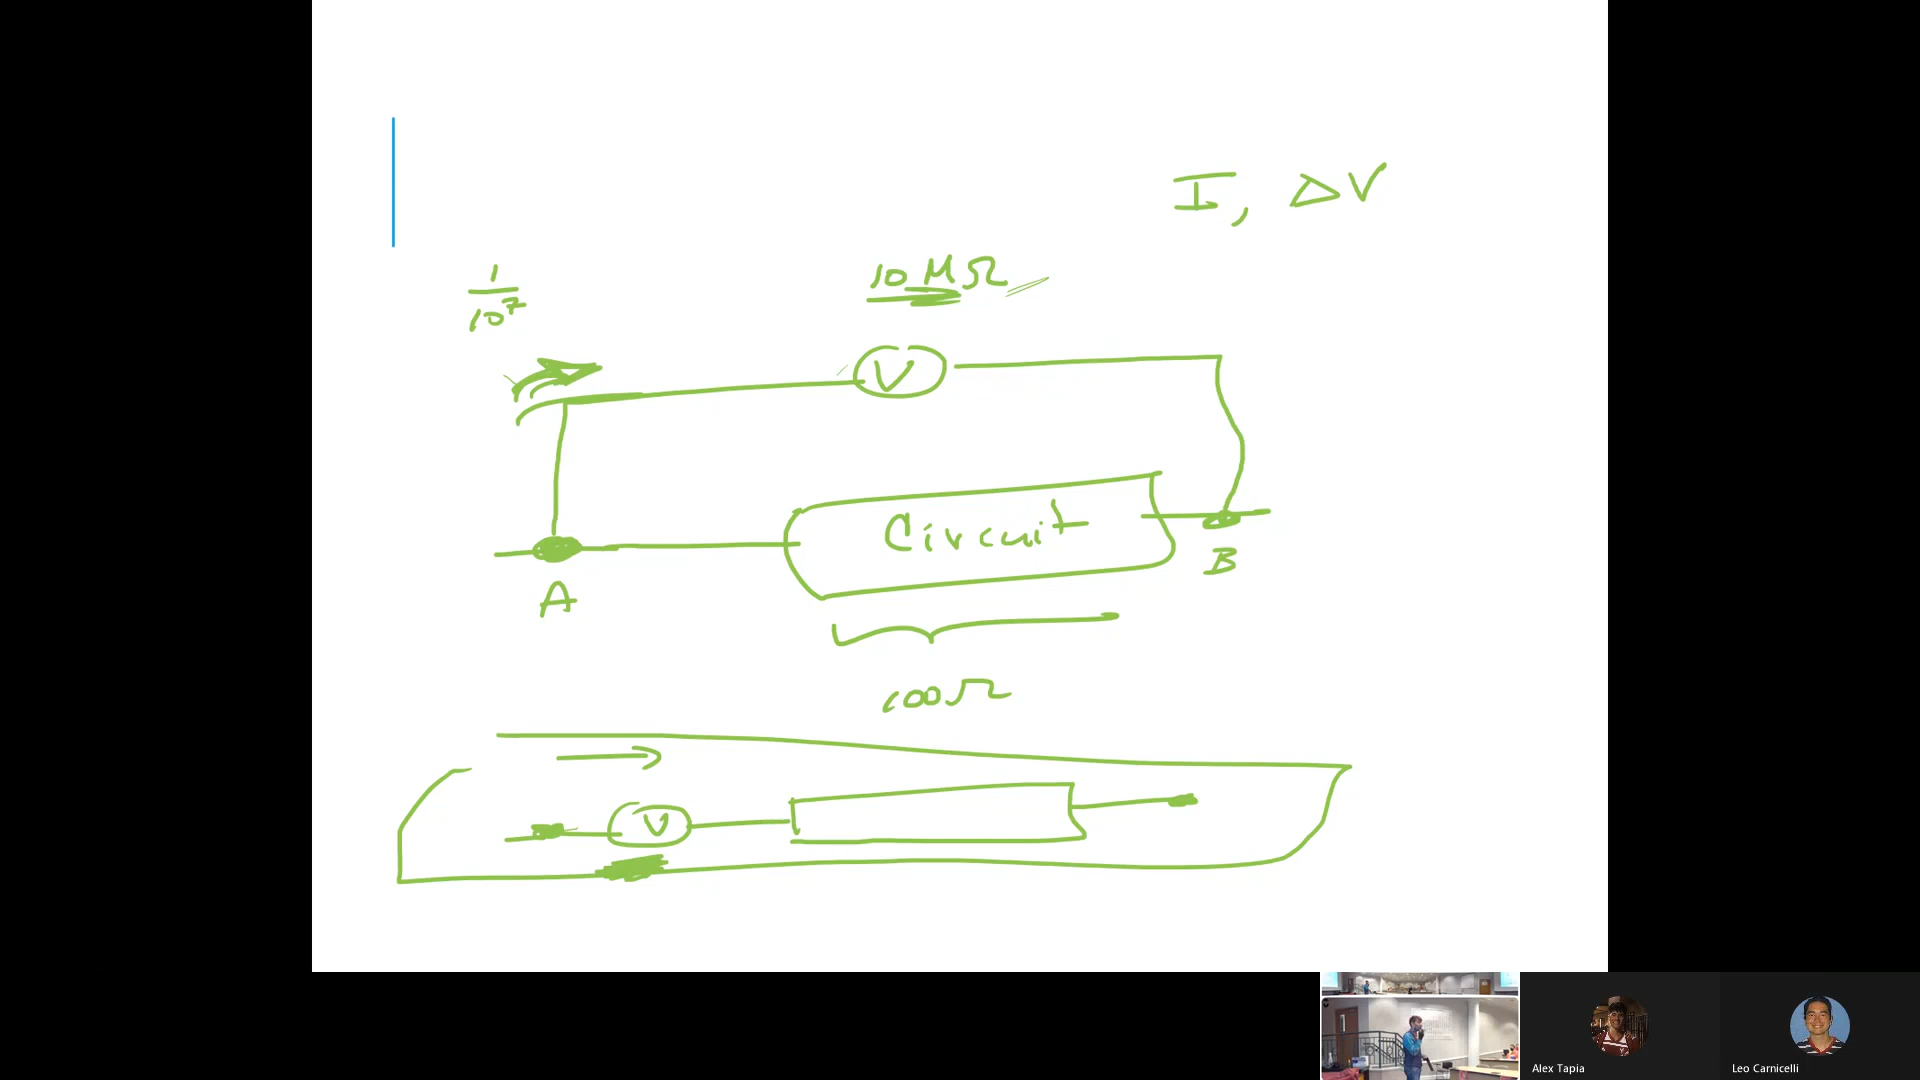 I, ΔV
10 MΩ
1
10⁷
V
Circuit
A
B
100Ω
V
Alex Tapia
Leo Carnicelli